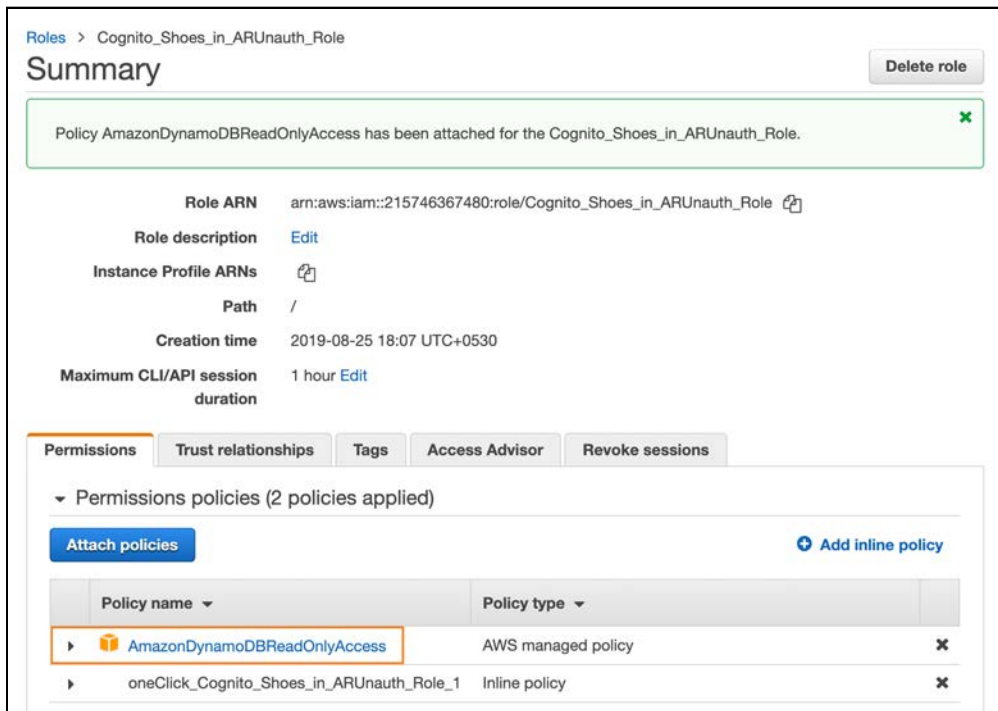 Roles > Cognito_Shoes_in_ARUnauth_Role
Summary
Delete role
Policy AmazonDynamoDBReadOnlyAccess has been attached for the Cognito_Shoes_in_ARUnauth_Role.
Role ARN arn:aws:iam::215746367480:role/Cognito_Shoes_in_ARUnauth_Role
Role description Edit
Instance Profile ARNs
Path /
Creation time 2019-08-25 18:07 UTC+0530
Maximum CLI/API session 1 hour Edit
duration
Permissions Trust relationships Tags Access Advisor Revoke sessions
Permissions policies (2 policies applied)
Attach policies Add inline policy
Policy name Policy type
AmazonDynamoDBReadOnlyAccess AWS managed policy
oneClick_Cognito_Shoes_in_ARUnauth_Role_1 Inline policy